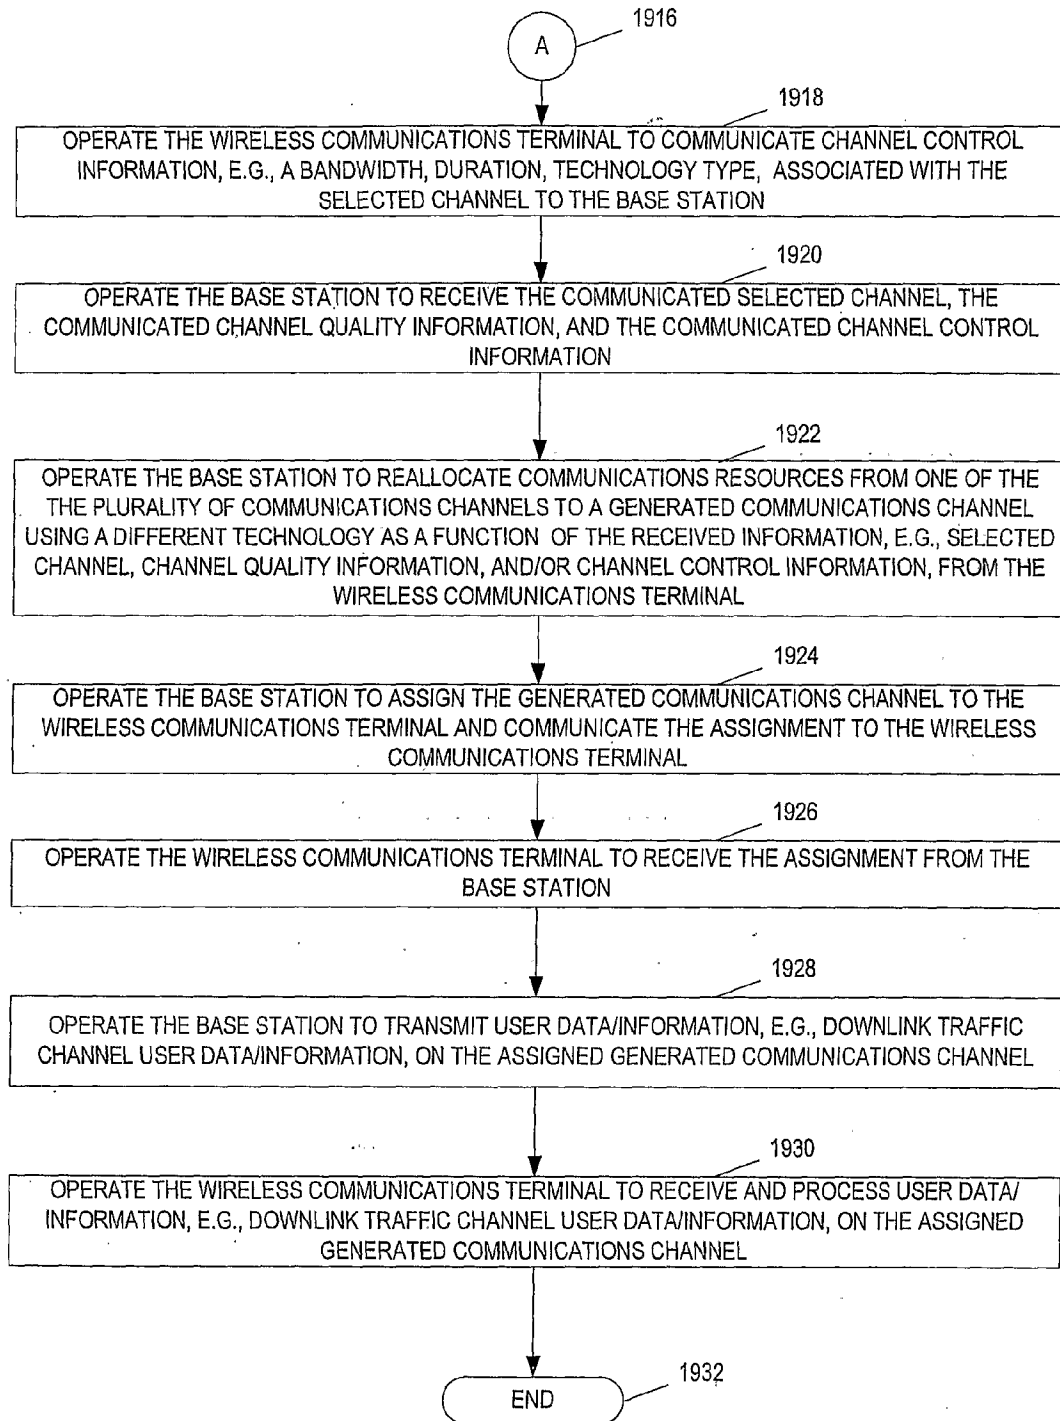 1916
A
1918
OPERATE THE WIRELESS COMMUNICATIONS TERMINAL TO COMMUNICATE CHANNEL CONTROL
INFORMATION, E.G., A BANDWIDTH, DURATION, TECHNOLOGY TYPE, ASSOCIATED WITH THE
SELECTED CHANNEL TO THE BASE STATION
1920
OPERATE THE BASE STATION TO RECEIVE THE COMMUNICATED SELECTED CHANNEL, THE
COMMUNICATED CHANNEL QUALITY INFORMATION, AND THE COMMUNICATED CHANNEL CONTROL
INFORMATION
1922
OPERATE THE BASE STATION TO REALLOCATE COMMUNICATIONS RESOURCES FROM ONE OF THE
THE PLURALITY OF COMMUNICATIONS CHANNELS TO A GENERATED COMMUNICATIONS CHANNEL
USING A DIFFERENT TECHNOLOGY AS A FUNCTION OF THE RECEIVED INFORMATION, E.G., SELECTED
CHANNEL, CHANNEL QUALITY INFORMATION, AND/OR CHANNEL CONTROL INFORMATION, FROM THE
WIRELESS COMMUNICATIONS TERMINAL
1924
OPERATE THE BASE STATION TO ASSIGN THE GENERATED COMMUNICATIONS CHANNEL TO THE
WIRELESS COMMUNICATIONS TERMINAL AND COMMUNICATE THE ASSIGNMENT TO THE WIRELESS
COMMUNICATIONS TERMINAL
1926
OPERATE THE WIRELESS COMMUNICATIONS TERMINAL TO RECEIVE THE ASSIGNMENT FROM THE
BASE STATION
1928
OPERATE THE BASE STATION TO TRANSMIT USER DATA/INFORMATION, E.G., DOWNLINK TRAFFIC
CHANNEL USER DATA/INFORMATION, ON THE ASSIGNED GENERATED COMMUNICATIONS CHANNEL
1930
OPERATE THE WIRELESS COMMUNICATIONS TERMINAL TO RECEIVE AND PROCESS USER DATA/
INFORMATION, E.G., DOWNLINK TRAFFIC CHANNEL USER DATA/INFORMATION, ON THE ASSIGNED
GENERATED COMMUNICATIONS CHANNEL
1932
END